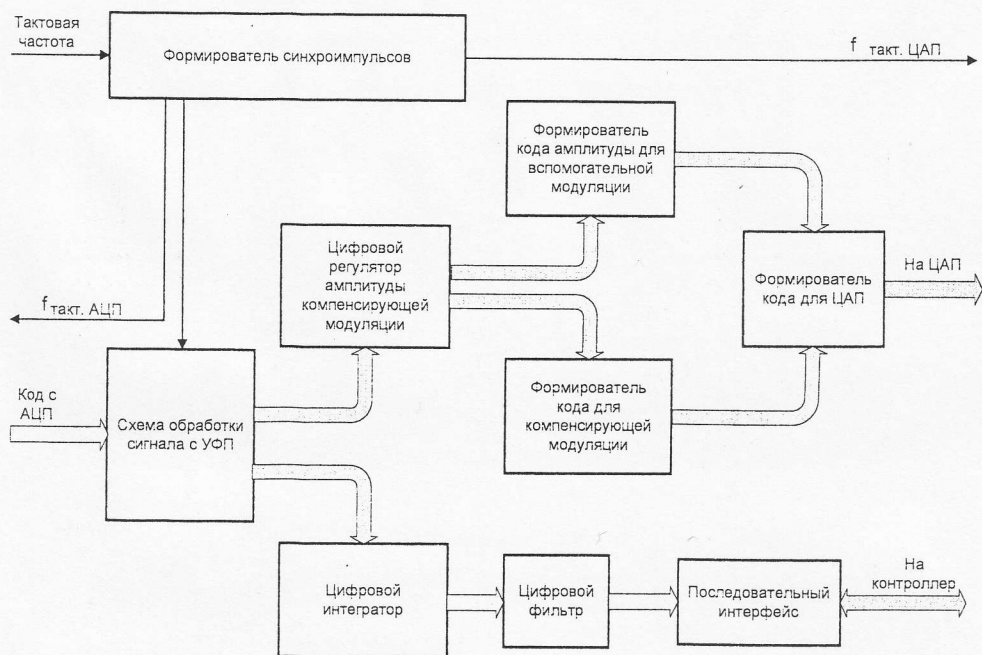 Тактовая
частота
Формирователь синхроимпульсов
f такт. ЦАП
Формирователь
кода амплитуды для
вспомогательной
модуляции
Цифровой
регулятор
амплитуды
компенсирующей
модуляции
Формирователь
кода для ЦАП
На ЦАП
f такт. АЦП
Код с
АЦП
Схема обработки
сигнала с УФП
Формирователь
кода для
компенсирующей
модуляции
Цифровой
интегратор
Цифровой
фильтр
Последовательный
интерфейс
На
контроллер